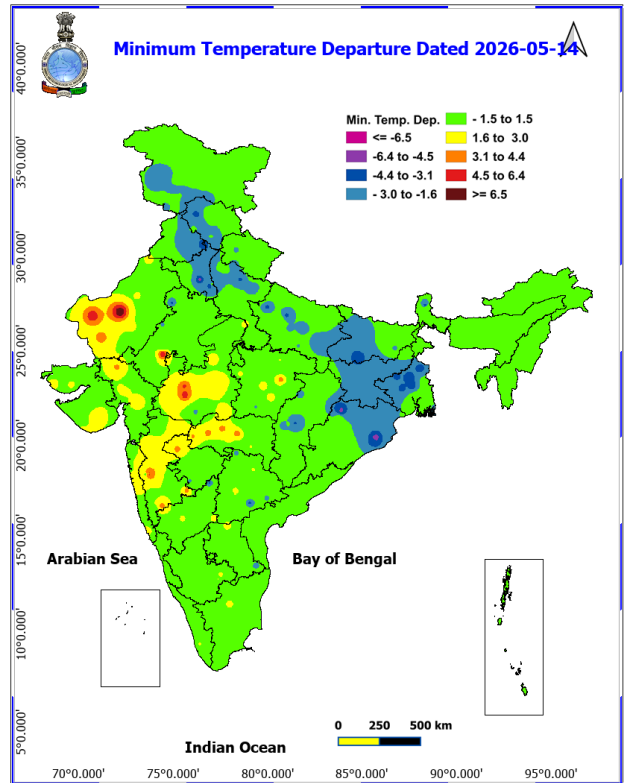 Minimum Temperature Departure Dated 2026-05-14
Min. Temp. Dep.
<= -6.5
-6.4 to -4.5
-4.4 to -3.1
- 3.0 to -1.6
- 1.5 to 1.5
1.6 to 3.0
3.1 to 4.4
4.5 to 6.4
>= 6.5
40°0.000'
35°0.000'
30°0.000'
25°0.000'
20°0.000'
15°0.000'
10°0.000'
5°0.000'
Arabian Sea
Bay of Bengal
Indian Ocean
0 250 500 km
70°0.000' 75°0.000' 80°0.000' 85°0.000' 90°0.000' 95°0.000'